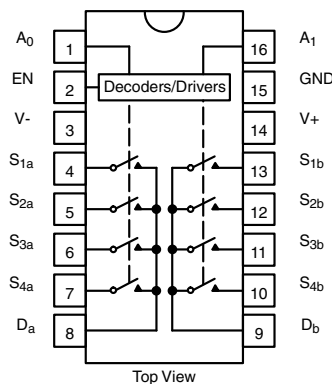 A0 1 16 A1
EN 2 Decoders/Drivers 15 GND
V- 3 14 V+
S1a 4 13 S1b
S2a 5 12 S2b
S3a 6 11 S3b
S4a 7 10 S4b
Da 8 9 Db
Top View